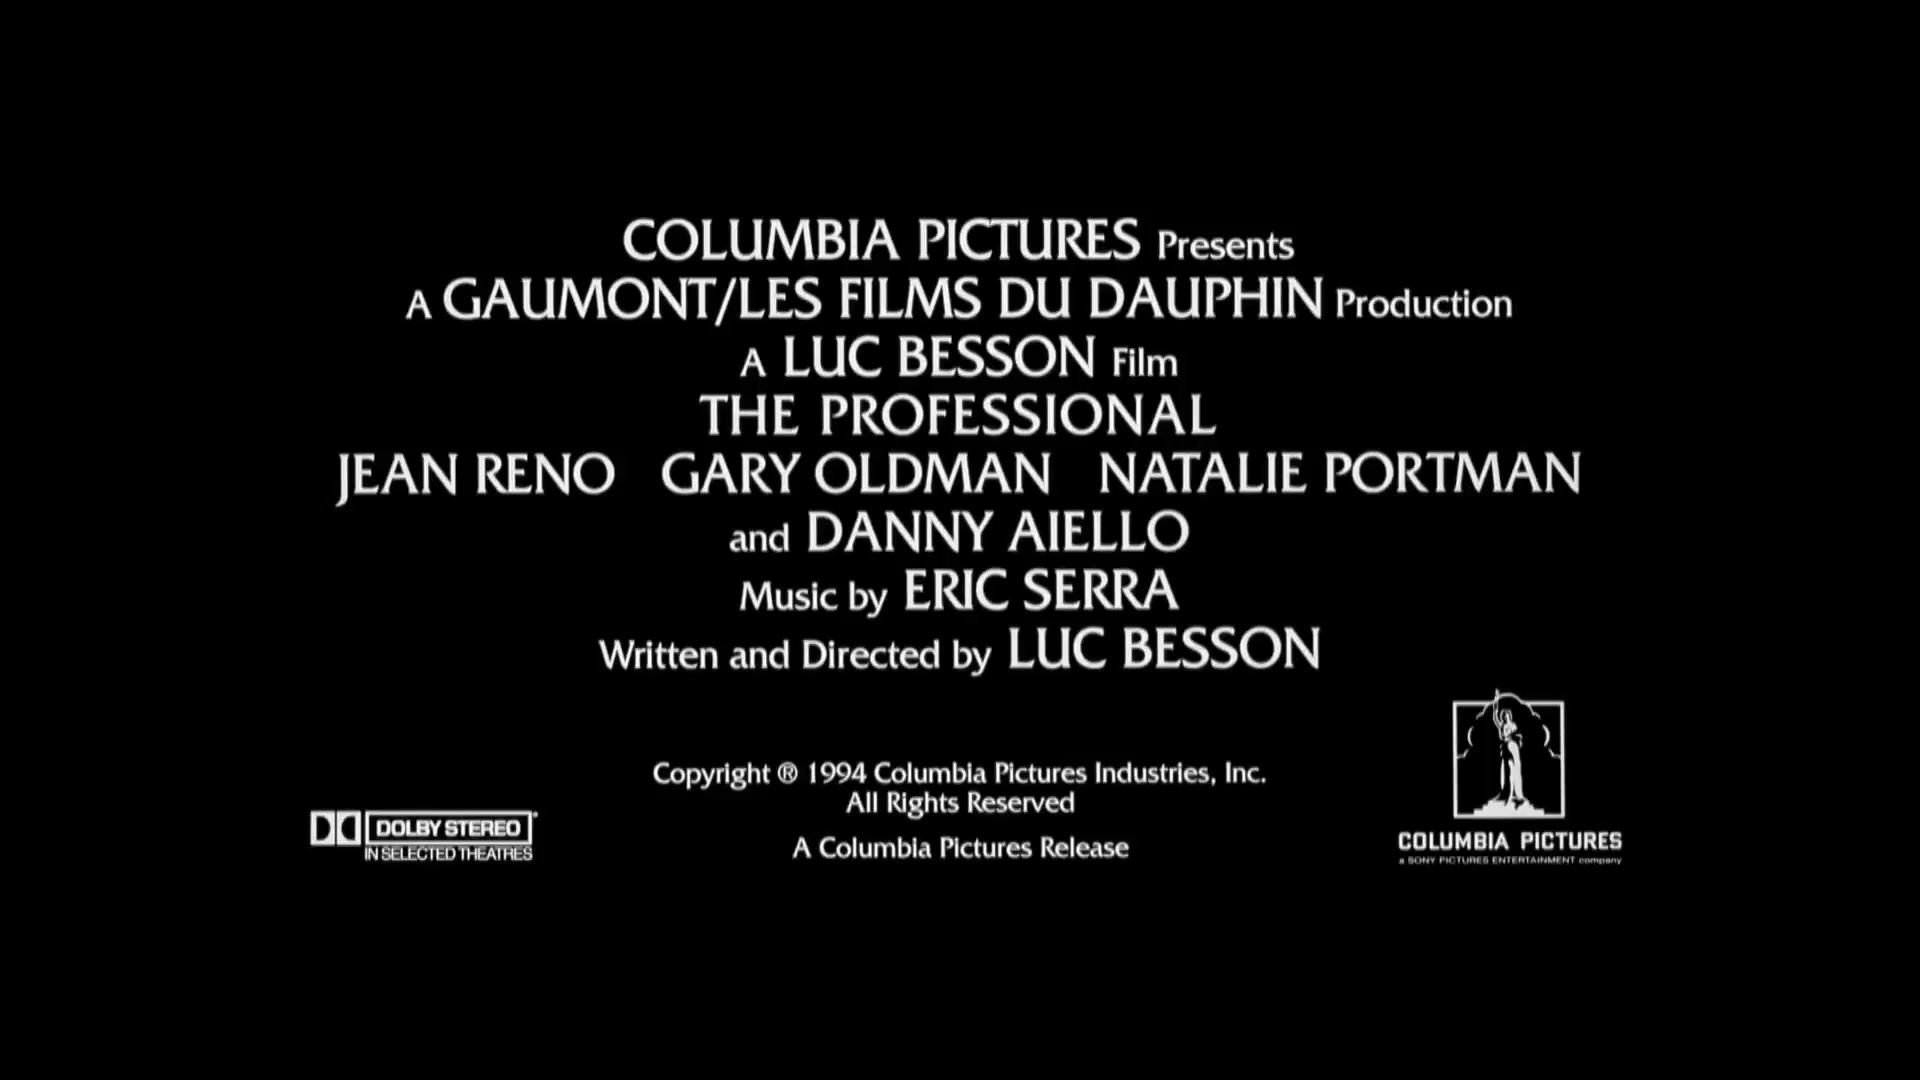 COLUMBIA PICTURES Presents
A GAUMONT/LES FILMS DU DAUPHIN Production
A LUC BESSON Film
THE PROFESSIONAL
JEAN RENO GARY OLDMAN NATALIE PORTMAN
and DANNY AIELLO
Music by ERIC SERRA
Written and Directed by LUC BESSON
Copyright ® 1994 Columbia Pictures Industries, Inc.
All Rights Reserved
A Columbia Pictures Release
DOLBY STEREO
IN SELECTED THEATRES
COLUMBIA PICTURES
a SONY PICTURES ENTERTAINMENT company